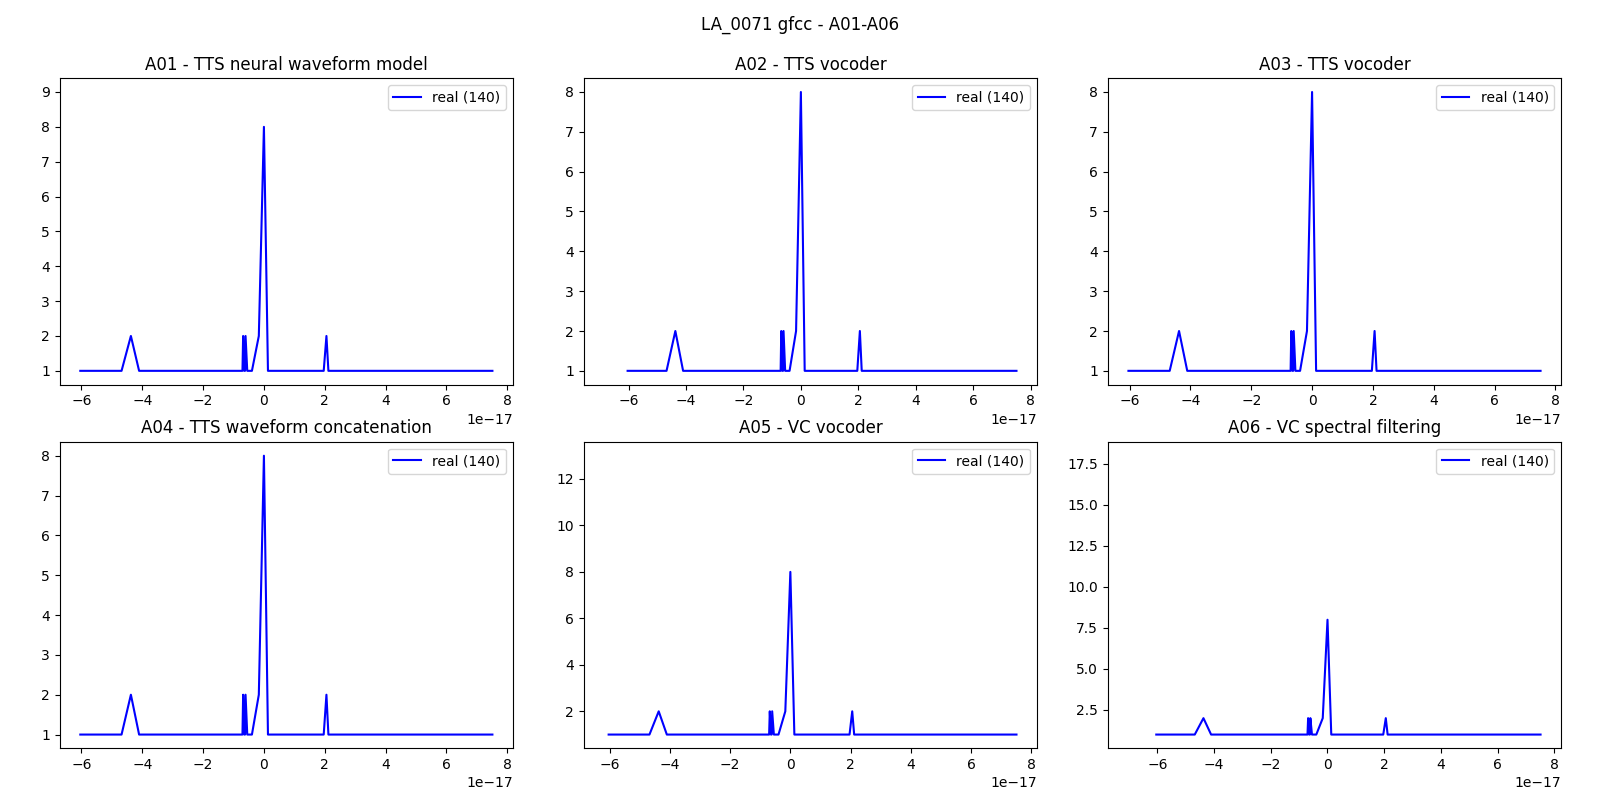 LA_0071 gfcc - A01-A06
A01 - TTS neural waveform model
real (140)
9
8
7
6
5
4
3
2
1
−6 −4 −2 0 2 4 6 8
1e−17
A02 - TTS vocoder
real (140)
8
7
6
5
4
3
2
1
−6 −4 −2 0 2 4 6 8
1e−17
A03 - TTS vocoder
real (140)
8
7
6
5
4
3
2
1
−6 −4 −2 0 2 4 6 8
1e−17
A04 - TTS waveform concatenation
real (140)
8
7
6
5
4
3
2
1
−6 −4 −2 0 2 4 6 8
1e−17
A05 - VC vocoder
real (140)
12
10
8
6
4
2
−6 −4 −2 0 2 4 6 8
1e−17
A06 - VC spectral filtering
real (140)
17.5
15.0
12.5
10.0
7.5
5.0
2.5
−6 −4 −2 0 2 4 6 8
1e−17